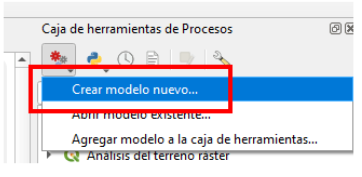 Caja de herramientas de Procesos
Crear modelo nuevo...
Abrir modelo existente...
Agregar modelo a la caja de herramientas...
Análisis del terreno ráster